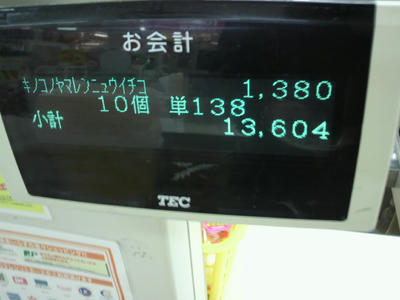 お会計
キノコノヤマレンニュウイチコ 1,380
10個 単138
小計 13,604
TEC